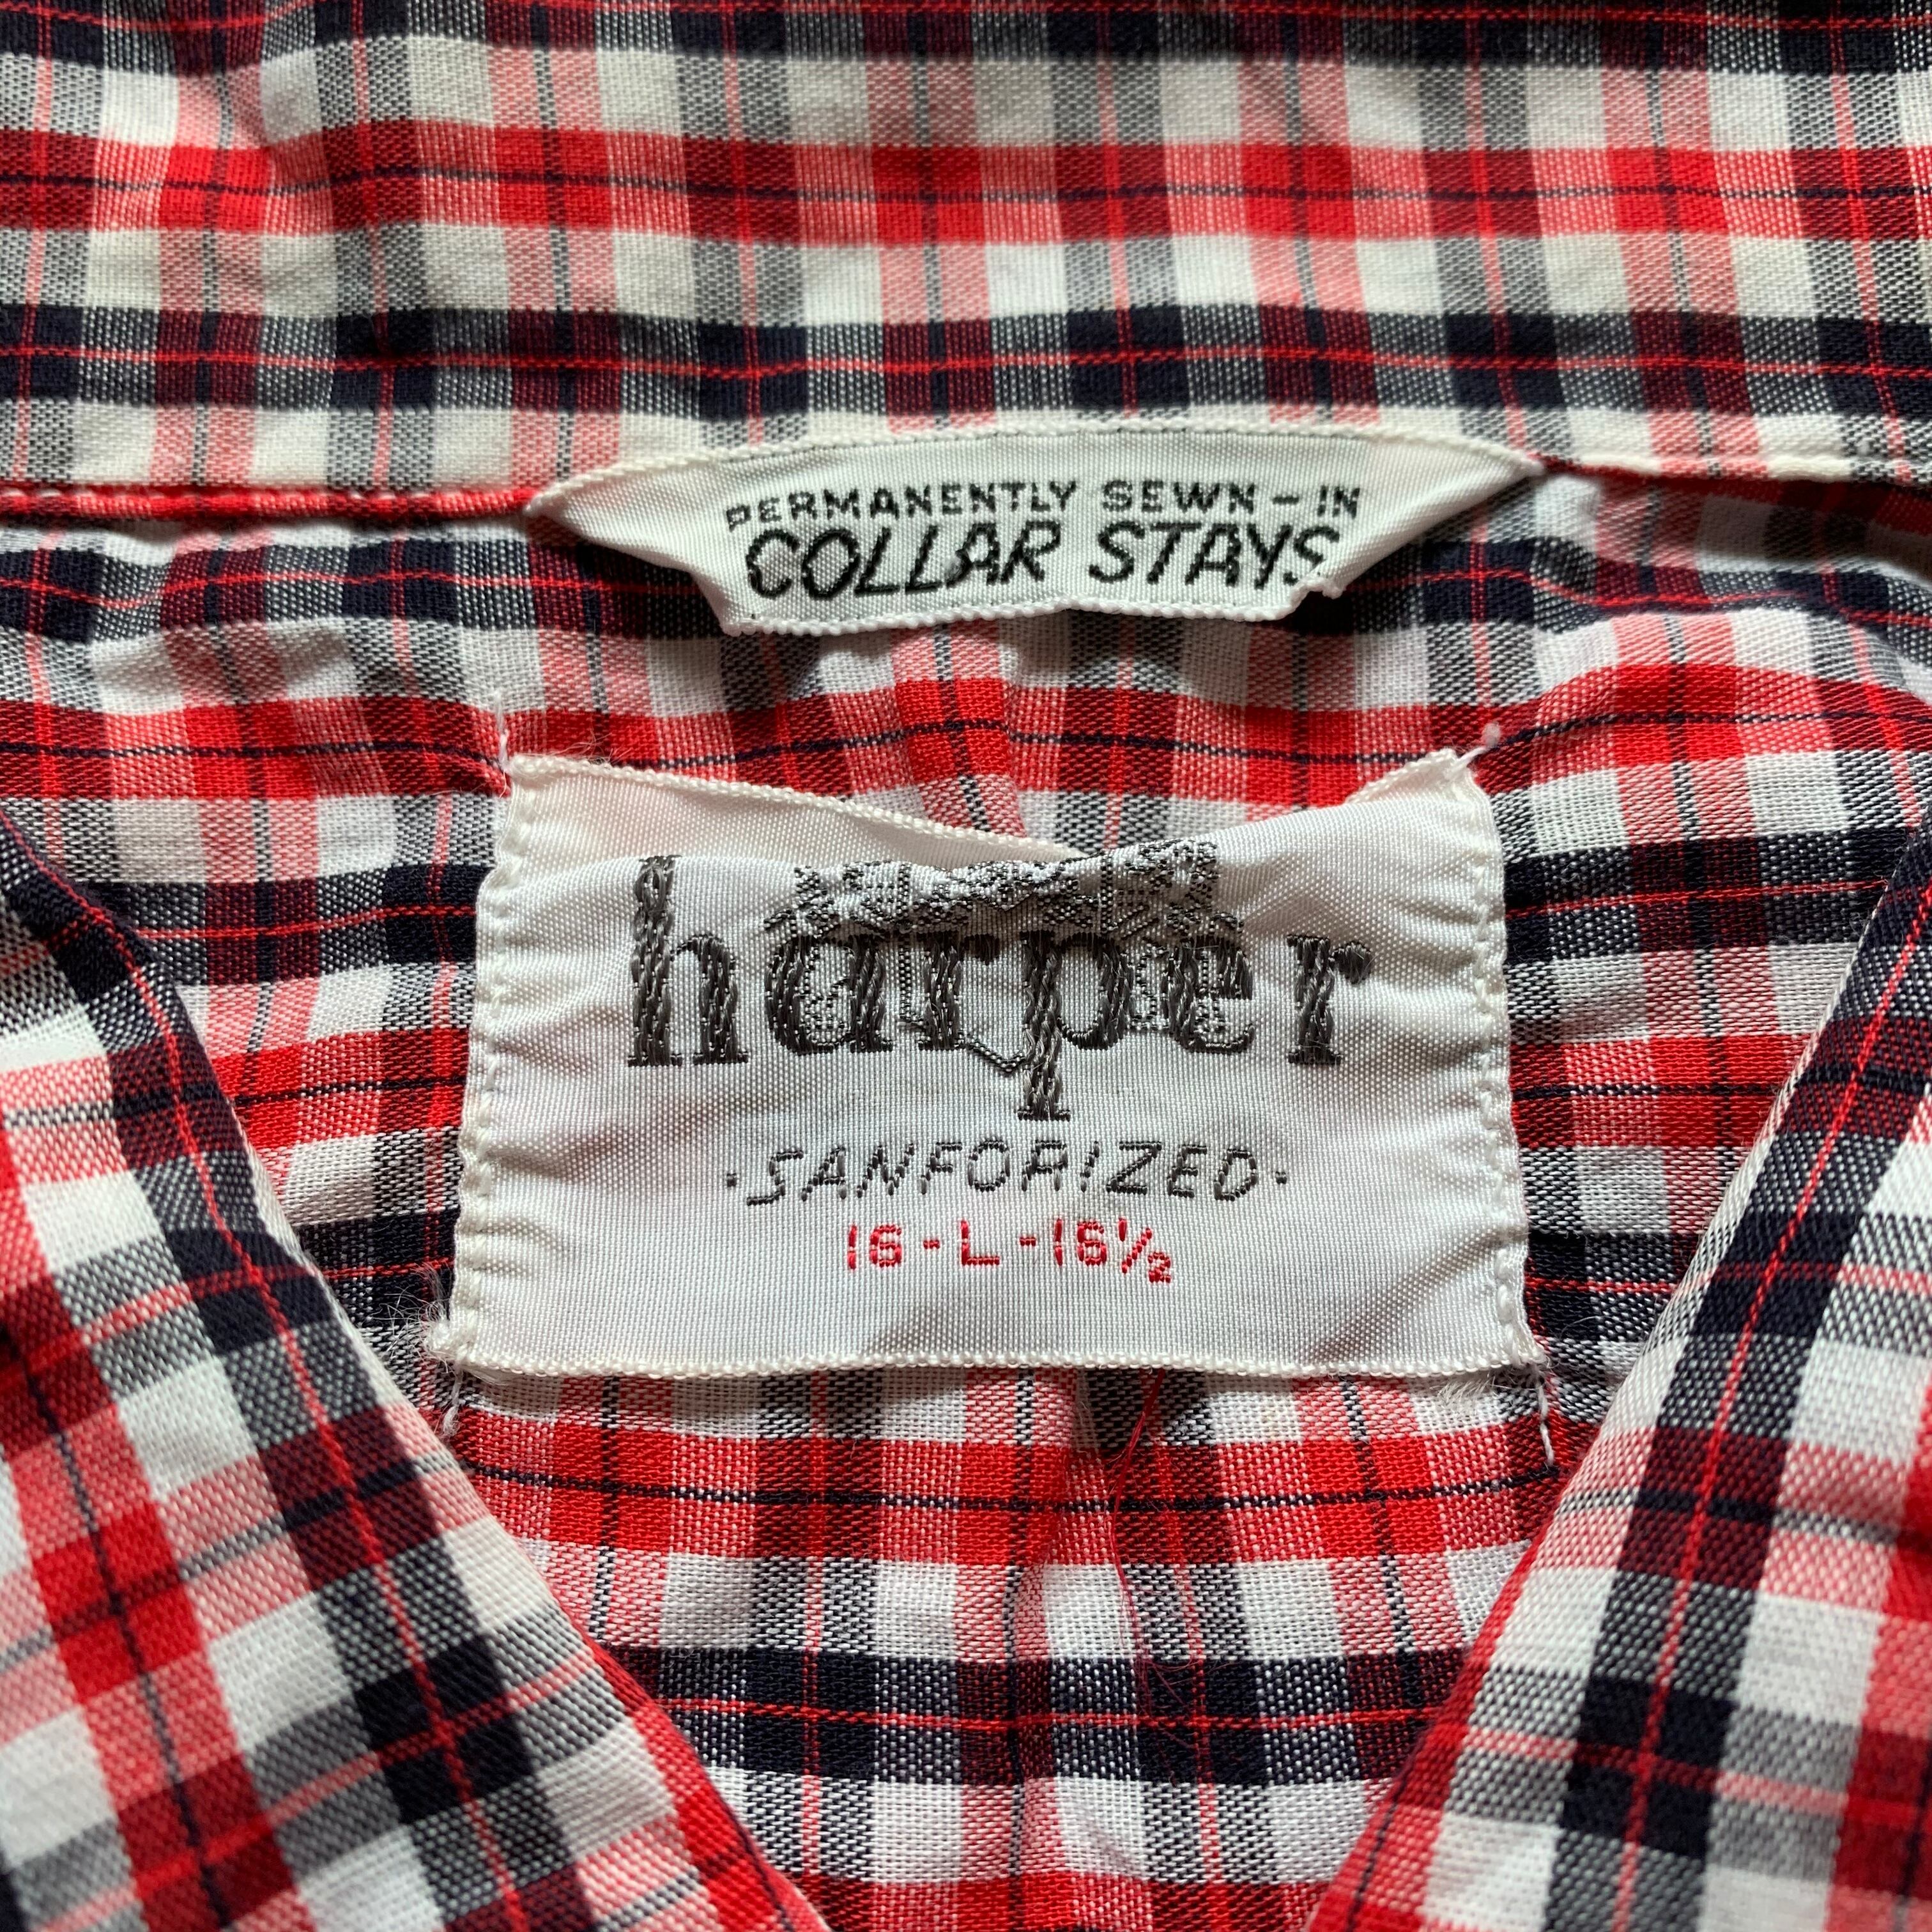 PERMANENTLY SEWN-IN
COLLAR STAYS
harper
·SANFORIZED·
16-L-16½